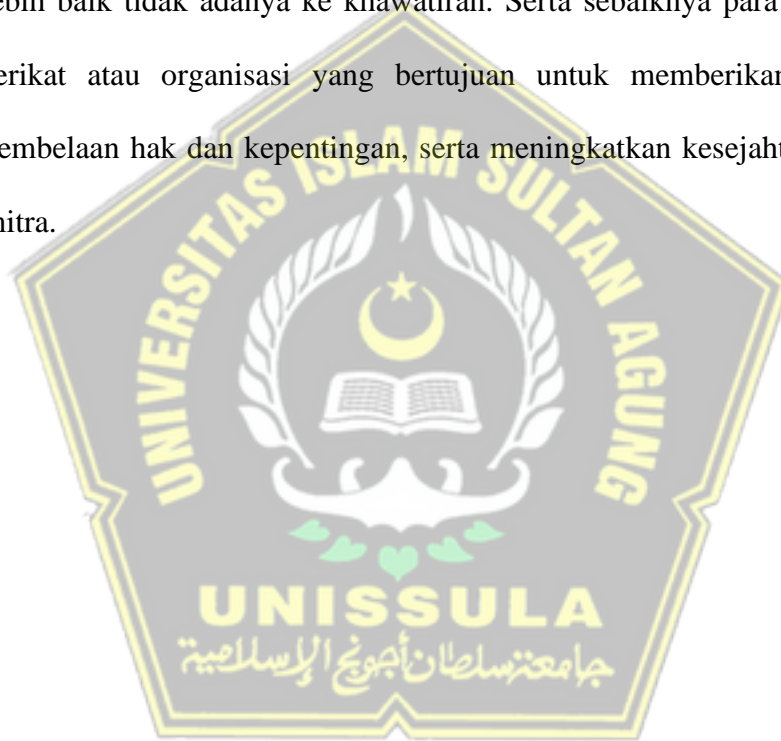 ebih baik tidak adanya ke khawatiran. Serta sebaiknya para
erikat atau organisasi yang bertujuan untuk memberikan
embelaan hak dan kepentingan, serta meningkatkan kesejaht
nitra.
UNIVERSITAS ISLAM SULTAN AGUNG
UNISSULA
جامعة سلطان أجونج الإسلامية